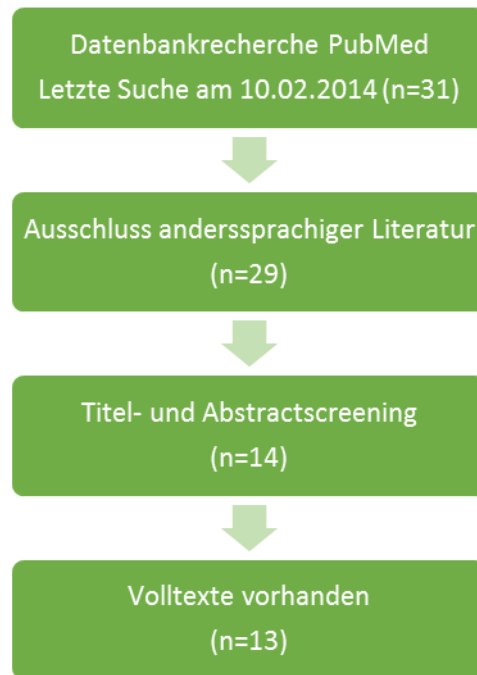 Datenbankrecherche PubMed
Letzte Suche am 10.02.2014 (n=31)
Ausschluss anderssprachiger Literatur
(n=29)
Titel- und Abstractscreening
(n=14)
Volltexte vorhanden
(n=13)